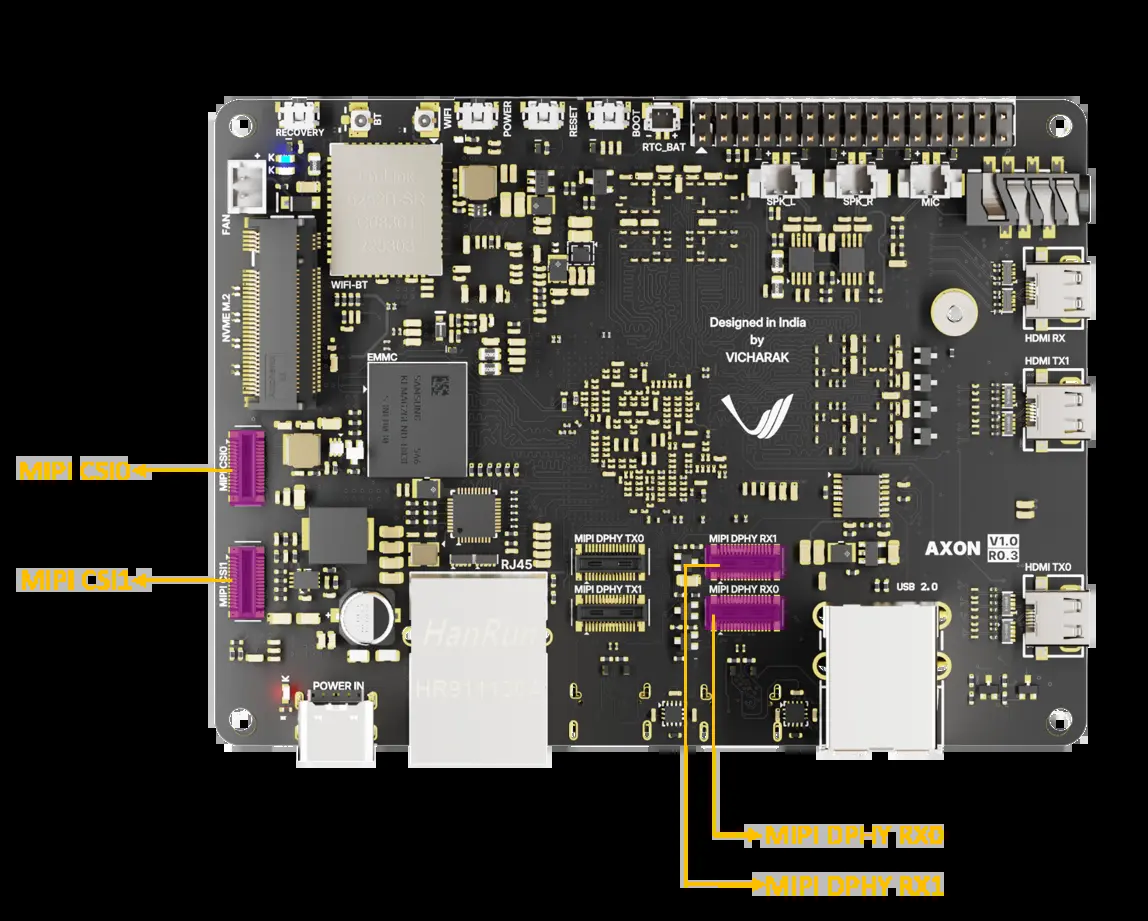 RECOVERY
BT
WIFI
POWER
RESET
BOOT
RTC_BAT
K
K
FAN
SPK_L
SPK_R
MIC
WIFI-BT
NVME M.2
EMMC
SAMSUNG
Designed in India
by
VICHARAK
HDMI RX
HDMI TX1
MIPI CSI0
MIPI CSI0
MIPI CSI1
MIPI CSI1
RJ45
MIPI DPHY TX0
MIPI DPHY RX1
MIPI DPHY TX1
MIPI DPHY RX0
AXON V1.0
R0.3
HDMI TX0
USB 2.0
HanRun
K
POWER IN
MIPI DPHY RX0
MIPI DPHY RX1